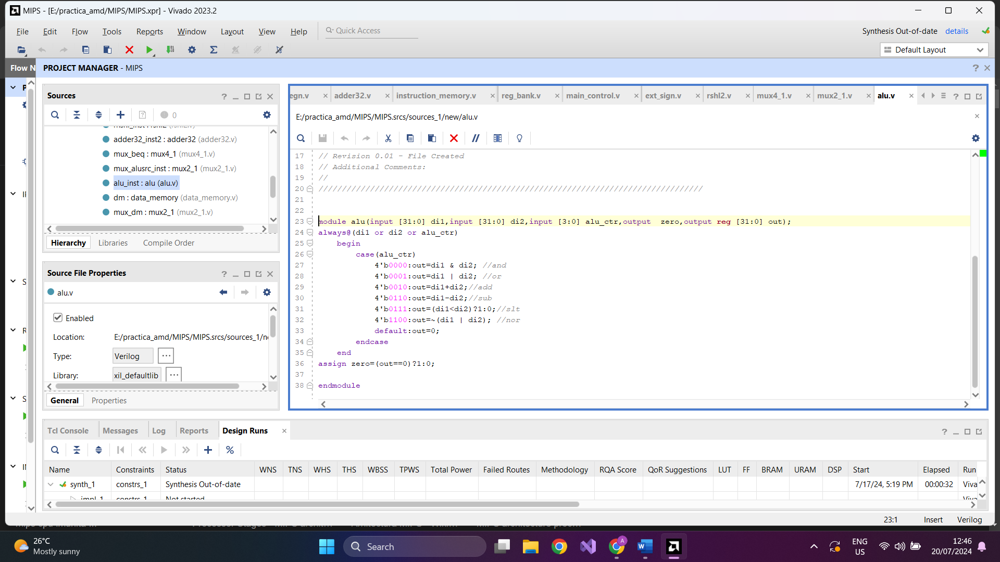 MIPS - [E:/practica_amd/MIPS/MIPS.xpr] - Vivado 2023.2
File Edit Flow Tools Reports Window Layout View Help Quick Access
Synthesis Out-of-date details
Default Layout
Flow N
PROJECT MANAGER - MIPS
Sources
0
adder32_inst2 : adder32 (adder32.v)
mux_beq : mux4_1 (mux4_1.v)
mux_alusrc_inst : mux2_1 (mux2_1.v)
alu_inst : alu (alu.v)
dm : data_memory (data_memory.v)
mux_dm : mux2_1 (mux2_1.v)
Hierarchy Libraries Compile Order
Source File Properties
alu.v
Enabled
Location: E:/practica_amd/MIPS/MIPS.srcs/sources_1/n
Type: Verilog ...
Library: xil_defaultlib ...
General Properties
egn.v adder32.v instruction_memory.v reg_bank.v main_control.v ext_sign.v rshl2.v mux4_1.v mux2_1.v alu.v
E:/practica_amd/MIPS/MIPS.srcs/sources_1/new/alu.v
17 // Revision 0.01 - File Created
18 // Additional Comments:
19 //
20 //////////////////////////////////////////////////////////////////////////////////
21
22
23 module alu(input [31:0] di1,input [31:0] di2,input [3:0] alu_ctr,output  zero,output reg [31:0] out);
24 always@(di1 or di2 or alu_ctr)
25     begin
26         case(alu_ctr)
27             4'b0000:out=di1 & di2; //and
28             4'b0001:out=di1 | di2; //or
29             4'b0010:out=di1+di2;//add
30             4'b0110:out=di1-di2;//sub
31             4'b0111:out=(di1<di2)?1:0;//slt
32             4'b1100:out=~(di1 | di2); //nor
33             default:out=0;
34         endcase
35     end
36 assign zero=(out==0)?1:0;
37
38 endmodule
Tcl Console Messages Log Reports Design Runs
Name Constraints Status WNS TNS WHS THS WBSS TPWS Total Power Failed Routes Methodology RQA Score QoR Suggestions LUT FF BRAM URAM DSP Start Elapsed Run
synth_1 constrs_1 Synthesis Out-of-date 7/17/24, 5:19 PM 00:00:32 Viva
impl_1 constrs_1 Not started Viva
23:1 Insert Verilog
26°C
Mostly sunny
Search
ENG
US
12:46
20/07/2024